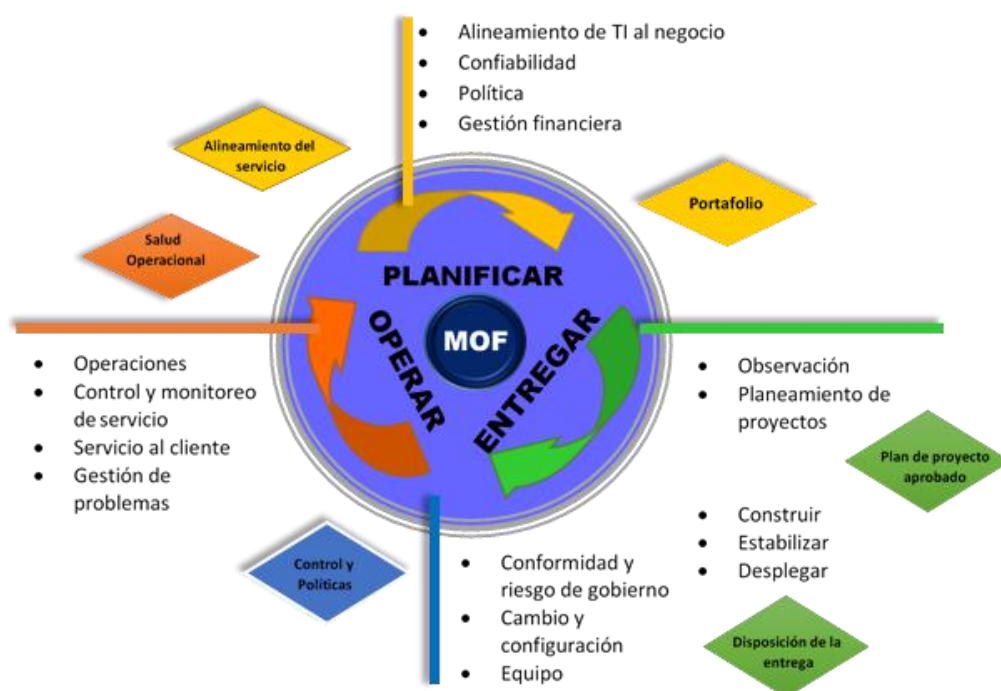 • Alineamiento de TI al negocio
• Confiabilidad
• Política
• Gestión financiera
Alineamiento del
servicio
Portafolio
Salud
Operacional
PLANIFICAR
OPERAR
MOF
ENTREGAR
• Operaciones
• Control y monitoreo
de servicio
• Servicio al cliente
• Gestión de
problemas
• Observación
• Planeamiento de
proyectos
Plan de proyecto
aprobado
• Construir
• Estabilizar
• Desplegar
Control y
Políticas
• Conformidad y
riesgo de gobierno
• Cambio y
configuración
• Equipo
Disposición de la
entrega